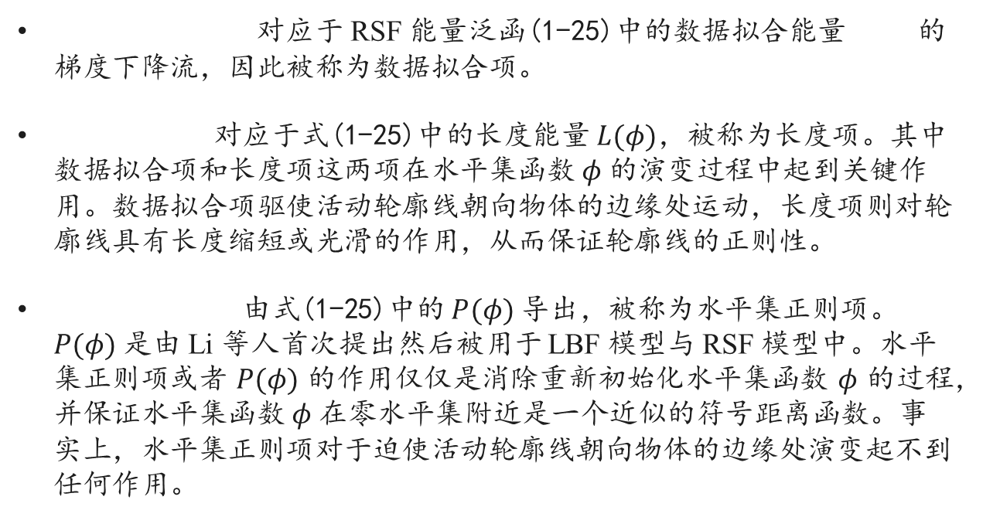 • 对应于 RSF 能量泛函(1-25)中的数据拟合能量 的
梯度下降流，因此被称为数据拟合项。
• 对应于式(1-25)中的长度能量 L(ϕ)，被称为长度项。其中
数据拟合项和长度项这两项在水平集函数 ϕ 的演变过程中起到关键作
用。数据拟合项驱使活动轮廓线朝向物体的边缘处运动，长度项则对轮
廓线具有长度缩短或光滑的作用，从而保证轮廓线的正则性。
• 由式(1-25)中的 P(ϕ) 导出，被称为水平集正则项。
P(ϕ) 是由 Li 等人首次提出然后被用于 LBF 模型与 RSF 模型中。水平
集正则项或者 P(ϕ) 的作用仅仅是消除重新初始化水平集函数 ϕ 的过程，
并保证水平集函数 ϕ 在零水平集附近是一个近似的符号距离函数。事
实上，水平集正则项对于迫使活动轮廓线朝向物体的边缘处演变起不到
任何作用。